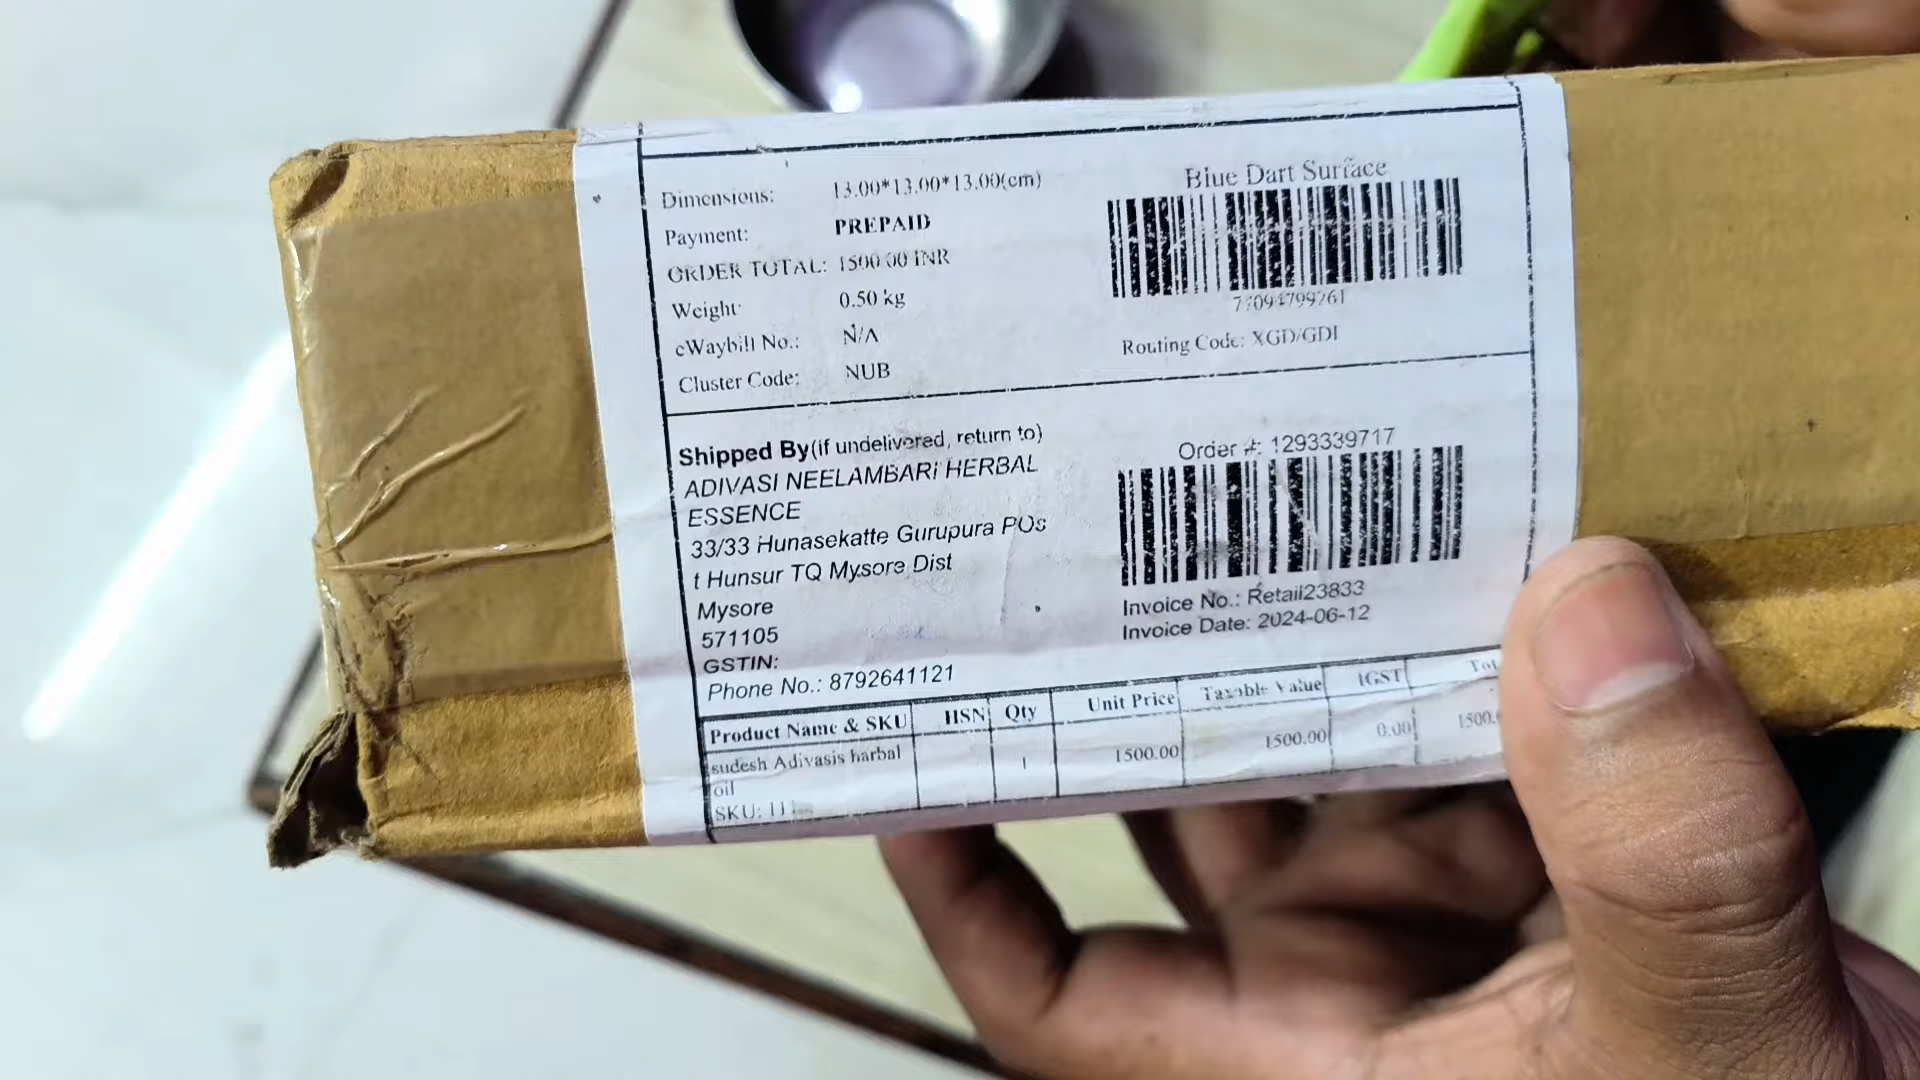 Dimensions: 13.00*13.00*13.00(cm)
Payment: PREPAID
ORDER TOTAL: 1500.00 INR
Weight: 0.50 kg
eWaybill No.: N/A
Cluster Code: NUB
Blue Dart Surface
Routing Code: XGD/GDI
Shipped By(if undelivered, return to)
ADIVASI NEELAMBARI HERBAL
ESSENCE
33/33 Hunasekatte Gurupura POs
t Hunsur TQ Mysore Dist
Mysore
571105
GSTIN:
Phone No.: 8792641121
Order #: 1293339717
Invoice No.: Retail23833
Invoice Date: 2024-06-12
Product Name & SKU HSN Qty Unit Price Taxable Value IGST
sudesh Adivasis harbal 1 1500.00 1500.00 0.00 1500.
oil
SKU: